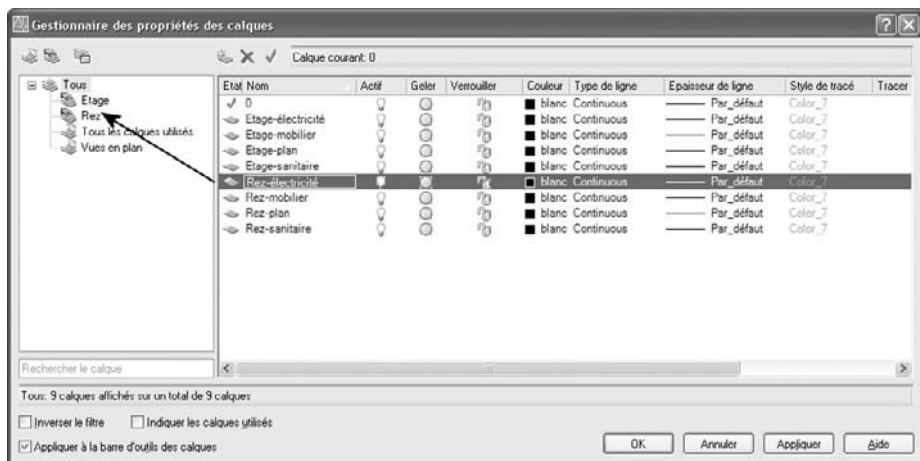 Gestionnaire des propriétés des calques
Calque courant: 0
Tous
Etage
Rez
Tous les calques utilisés
Vues en plan
Etat Nom Actif Geler Verrouiller Couleur Type de ligne Epaisseur de ligne Style de tracé Tracer
0 blanc Continuous Par_défaut Color_7
Etage-électricité blanc Continuous Par_défaut Color_7
Etage-mobilier blanc Continuous Par_défaut Color_7
Etage-plan blanc Continuous Par_défaut Color_7
Etage-sanitaire blanc Continuous Par_défaut Color_7
Rez-électricité blanc Continuous Par_défaut Color_7
Rez-mobilier blanc Continuous Par_défaut Color_7
Rez-plan blanc Continuous Par_défaut Color_7
Rez-sanitaire blanc Continuous Par_défaut Color_7
Rechercher le calque
Tous: 9 calques affichés sur un total de 9 calques
Inverser le filtre Indiquer les calques utilisés
Appliquer à la barre d'outils des calques
OK Annuler Appliquer Aide